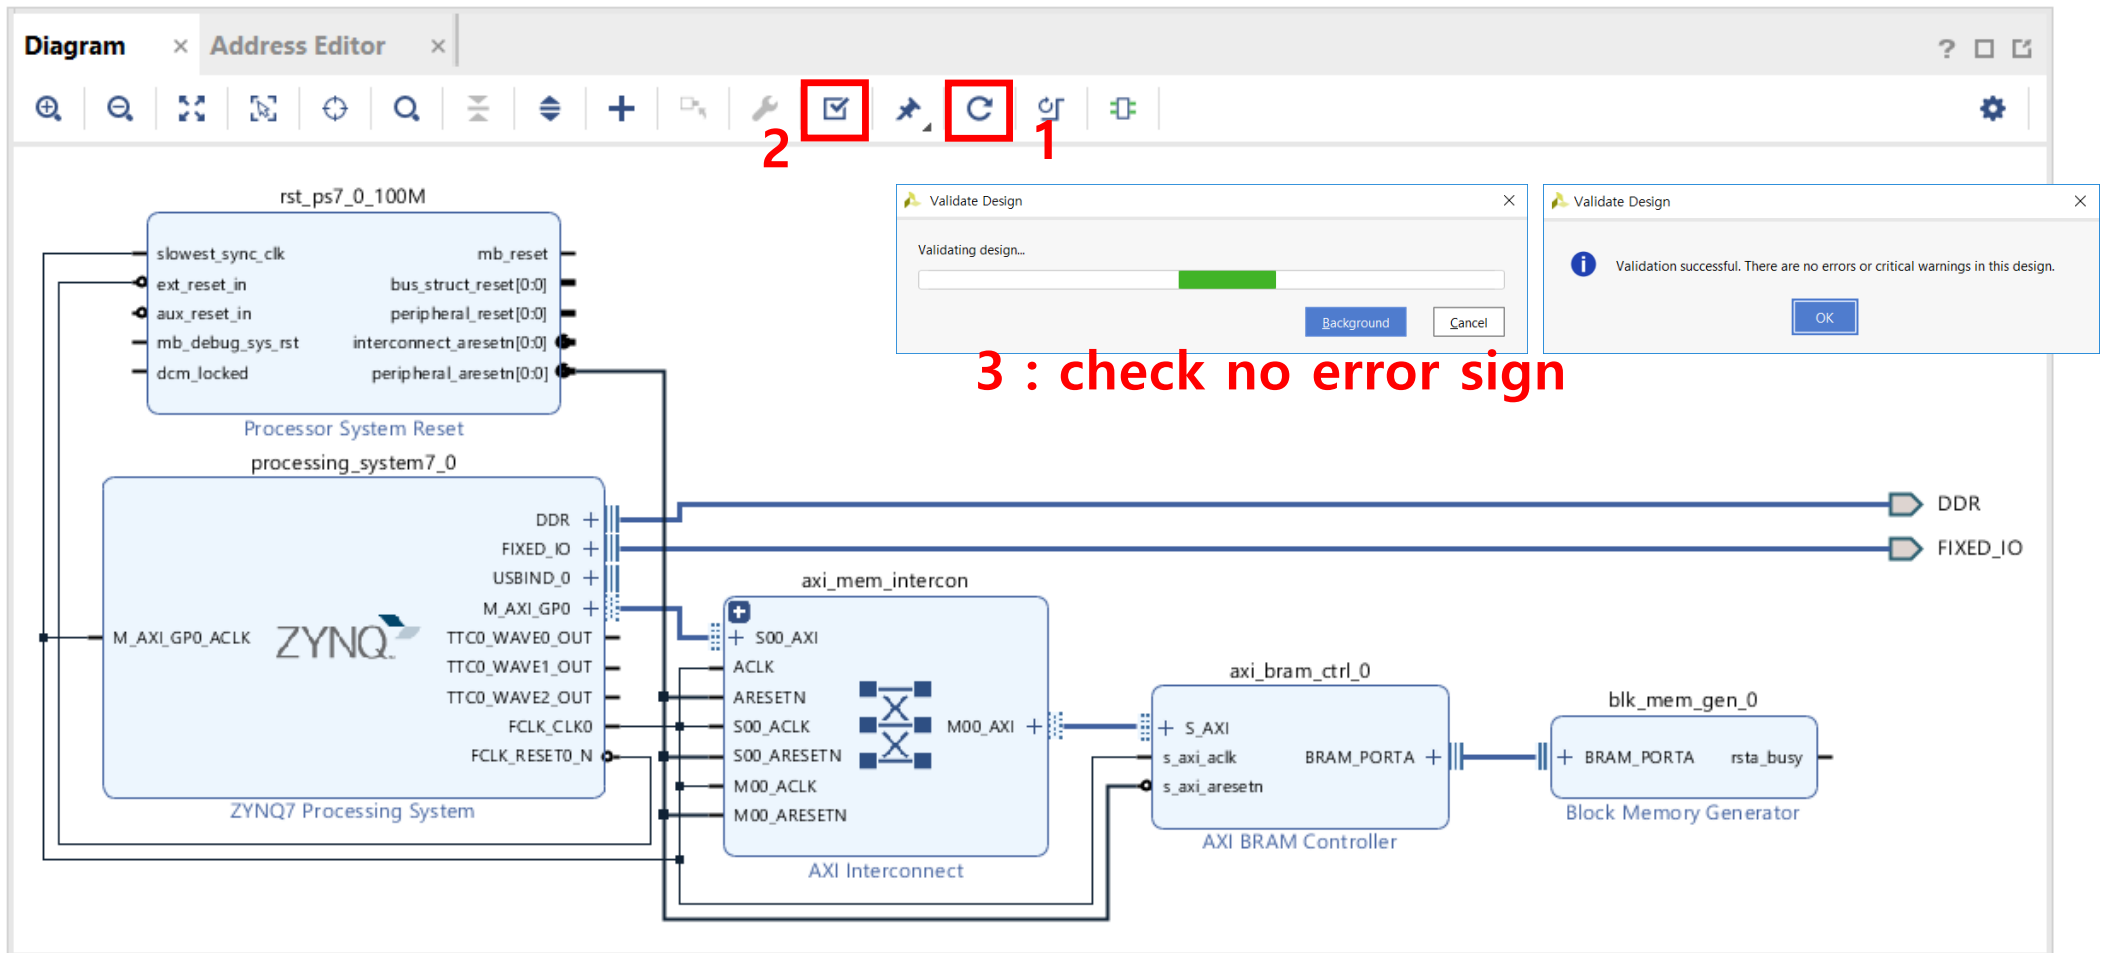 Diagram
Address Editor
2
1
Validate Design
Validating design...
Background
Cancel
Validate Design
Validation successful. There are no errors or critical warnings in this design.
OK
3 : check no error sign
rst_ps7_0_100M
slowest_sync_clk
ext_reset_in
aux_reset_in
mb_debug_sys_rst
dcm_locked
mb_reset
bus_struct_reset[0:0]
peripheral_reset[0:0]
interconnect_aresetn[0:0]
peripheral_aresetn[0:0]
Processor System Reset
processing_system7_0
M_AXI_GP0_ACLK
ZYNQ
DDR
FIXED_IO
USBIND_0
M_AXI_GP0
TTC0_WAVE0_OUT
TTC0_WAVE1_OUT
TTC0_WAVE2_OUT
FCLK_CLK0
FCLK_RESET0_N
ZYNQ7 Processing System
axi_mem_intercon
S00_AXI
ACLK
ARESETN
S00_ACLK
S00_ARESETN
M00_ACLK
M00_ARESETN
M00_AXI
AXI Interconnect
axi_bram_ctrl_0
S_AXI
s_axi_aclk
s_axi_aresetn
BRAM_PORTA
AXI BRAM Controller
blk_mem_gen_0
BRAM_PORTA
rsta_busy
Block Memory Generator
DDR
FIXED_IO